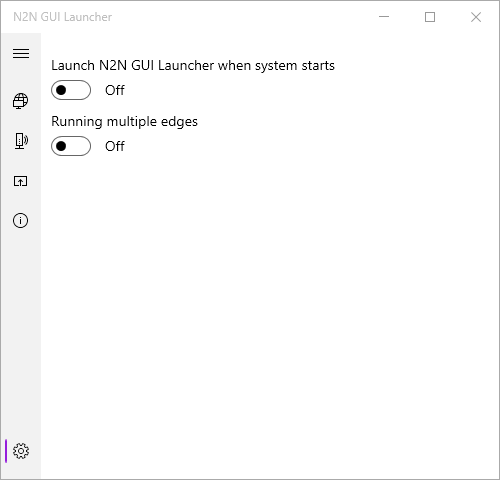 N2N GUI Launcher
Launch N2N GUI Launcher when system starts
Off
Running multiple edges
Off